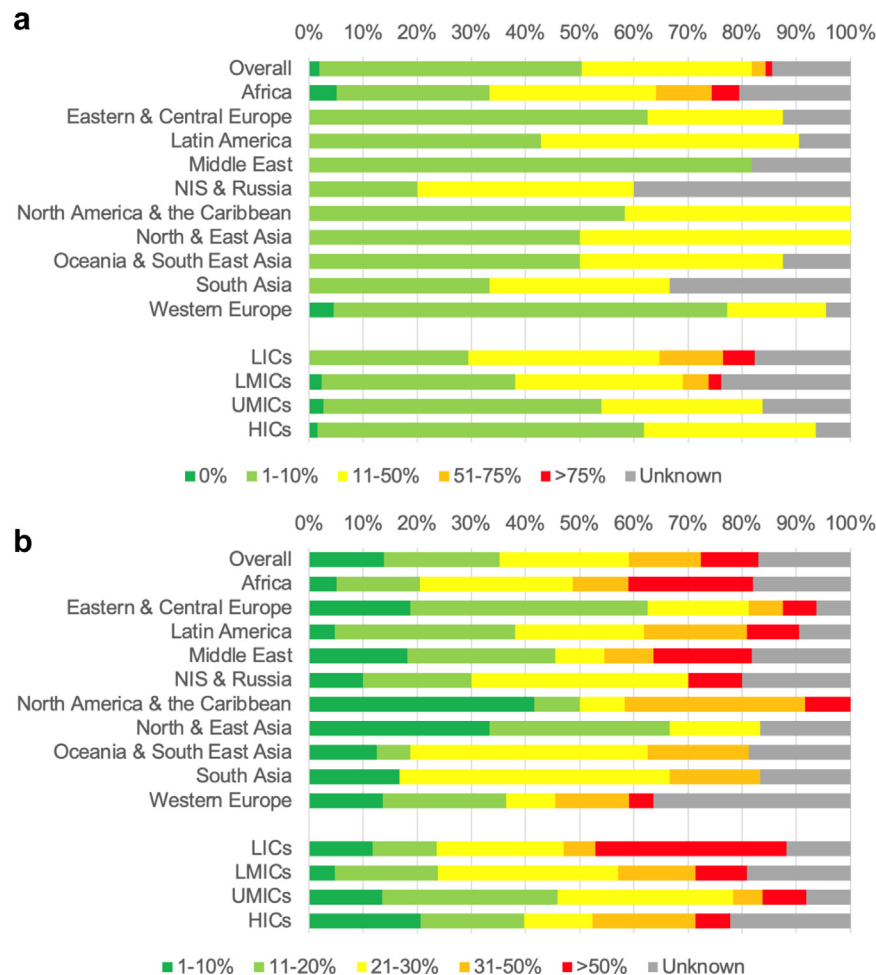 a
0% 10% 20% 30% 40% 50% 60% 70% 80% 90% 100%
Overall
Africa
Eastern & Central Europe
Latin America
Middle East
NIS & Russia
North America & the Caribbean
North & East Asia
Oceania & South East Asia
South Asia
Western Europe
LICs
LMICs
UMICs
HICs
0% 1-10% 11-50% 51-75% >75% Unknown
b
0% 10% 20% 30% 40% 50% 60% 70% 80% 90% 100%
Overall
Africa
Eastern & Central Europe
Latin America
Middle East
NIS & Russia
North America & the Caribbean
North & East Asia
Oceania & South East Asia
South Asia
Western Europe
LICs
LMICs
UMICs
HICs
1-10% 11-20% 21-30% 31-50% >50% Unknown